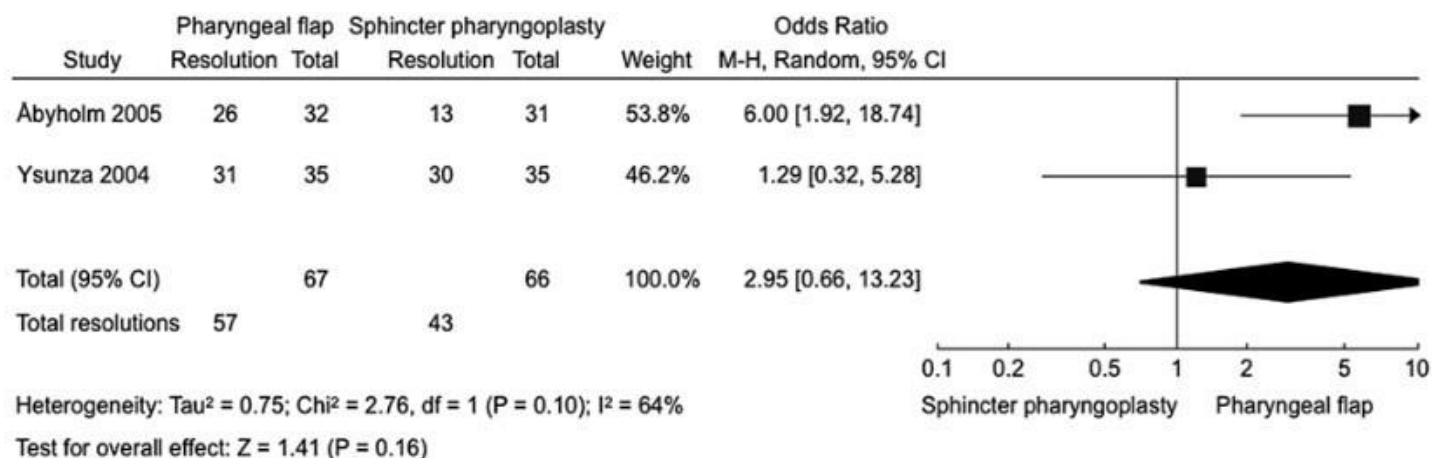 Pharyngeal flap Sphincter pharyngoplasty Odds Ratio
Study Resolution Total Resolution Total Weight M-H, Random, 95% CI
Åbyholm 2005 26 32 13 31 53.8% 6.00 [1.92, 18.74]
Ysunza 2004 31 35 30 35 46.2% 1.29 [0.32, 5.28]
Total (95% CI) 67 66 100.0% 2.95 [0.66, 13.23]
Total resolutions 57 43
0.1 0.2 0.5 1 2 5 10
Heterogeneity: Tau² = 0.75; Chi² = 2.76, df = 1 (P = 0.10); I² = 64%
Sphincter pharyngoplasty Pharyngeal flap
Test for overall effect: Z = 1.41 (P = 0.16)